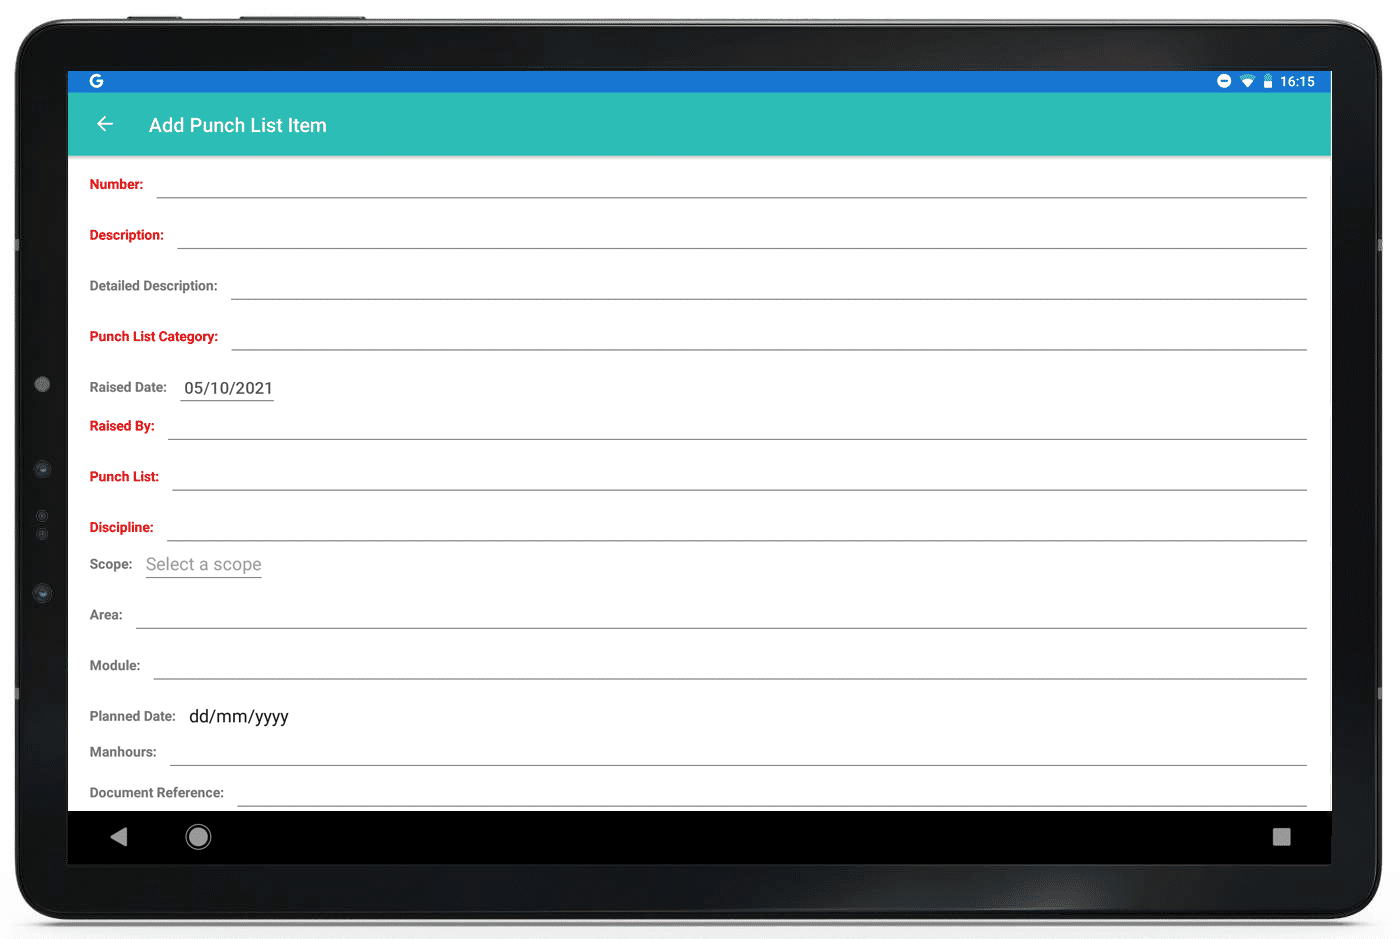 G 16:15
Add Punch List Item
Number:
Description:
Detailed Description:
Punch List Category:
Raised Date: 05/10/2021
Raised By:
Punch List:
Discipline:
Scope: Select a scope
Area:
Module:
Planned Date: dd/mm/yyyy
Manhours:
Document Reference: